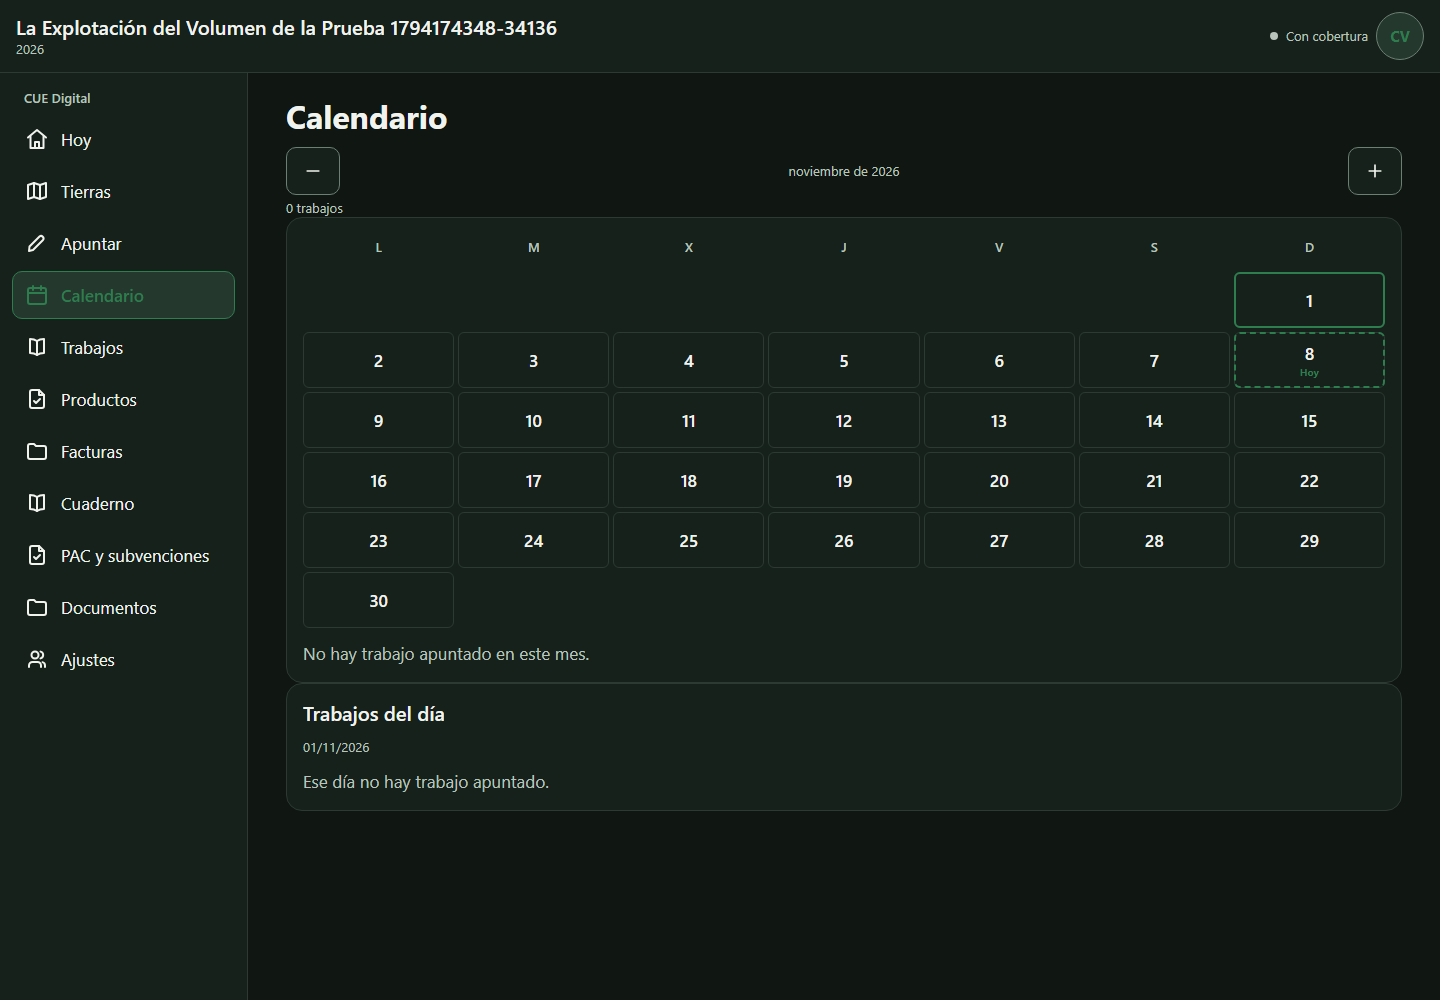 La Explotación del Volumen de la Prueba 1794174348-34136
2026
Con cobertura
CV
CUE Digital
Hoy
Tierras
Apuntar
Calendario
Trabajos
Productos
Facturas
Cuaderno
PAC y subvenciones
Documentos
Ajustes
Calendario
noviembre de 2026
0 trabajos
L M X J V S D
1
2 3 4 5 6 7 8
Hoy
9 10 11 12 13 14 15
16 17 18 19 20 21 22
23 24 25 26 27 28 29
30
No hay trabajo apuntado en este mes.
Trabajos del día
01/11/2026
Ese día no hay trabajo apuntado.